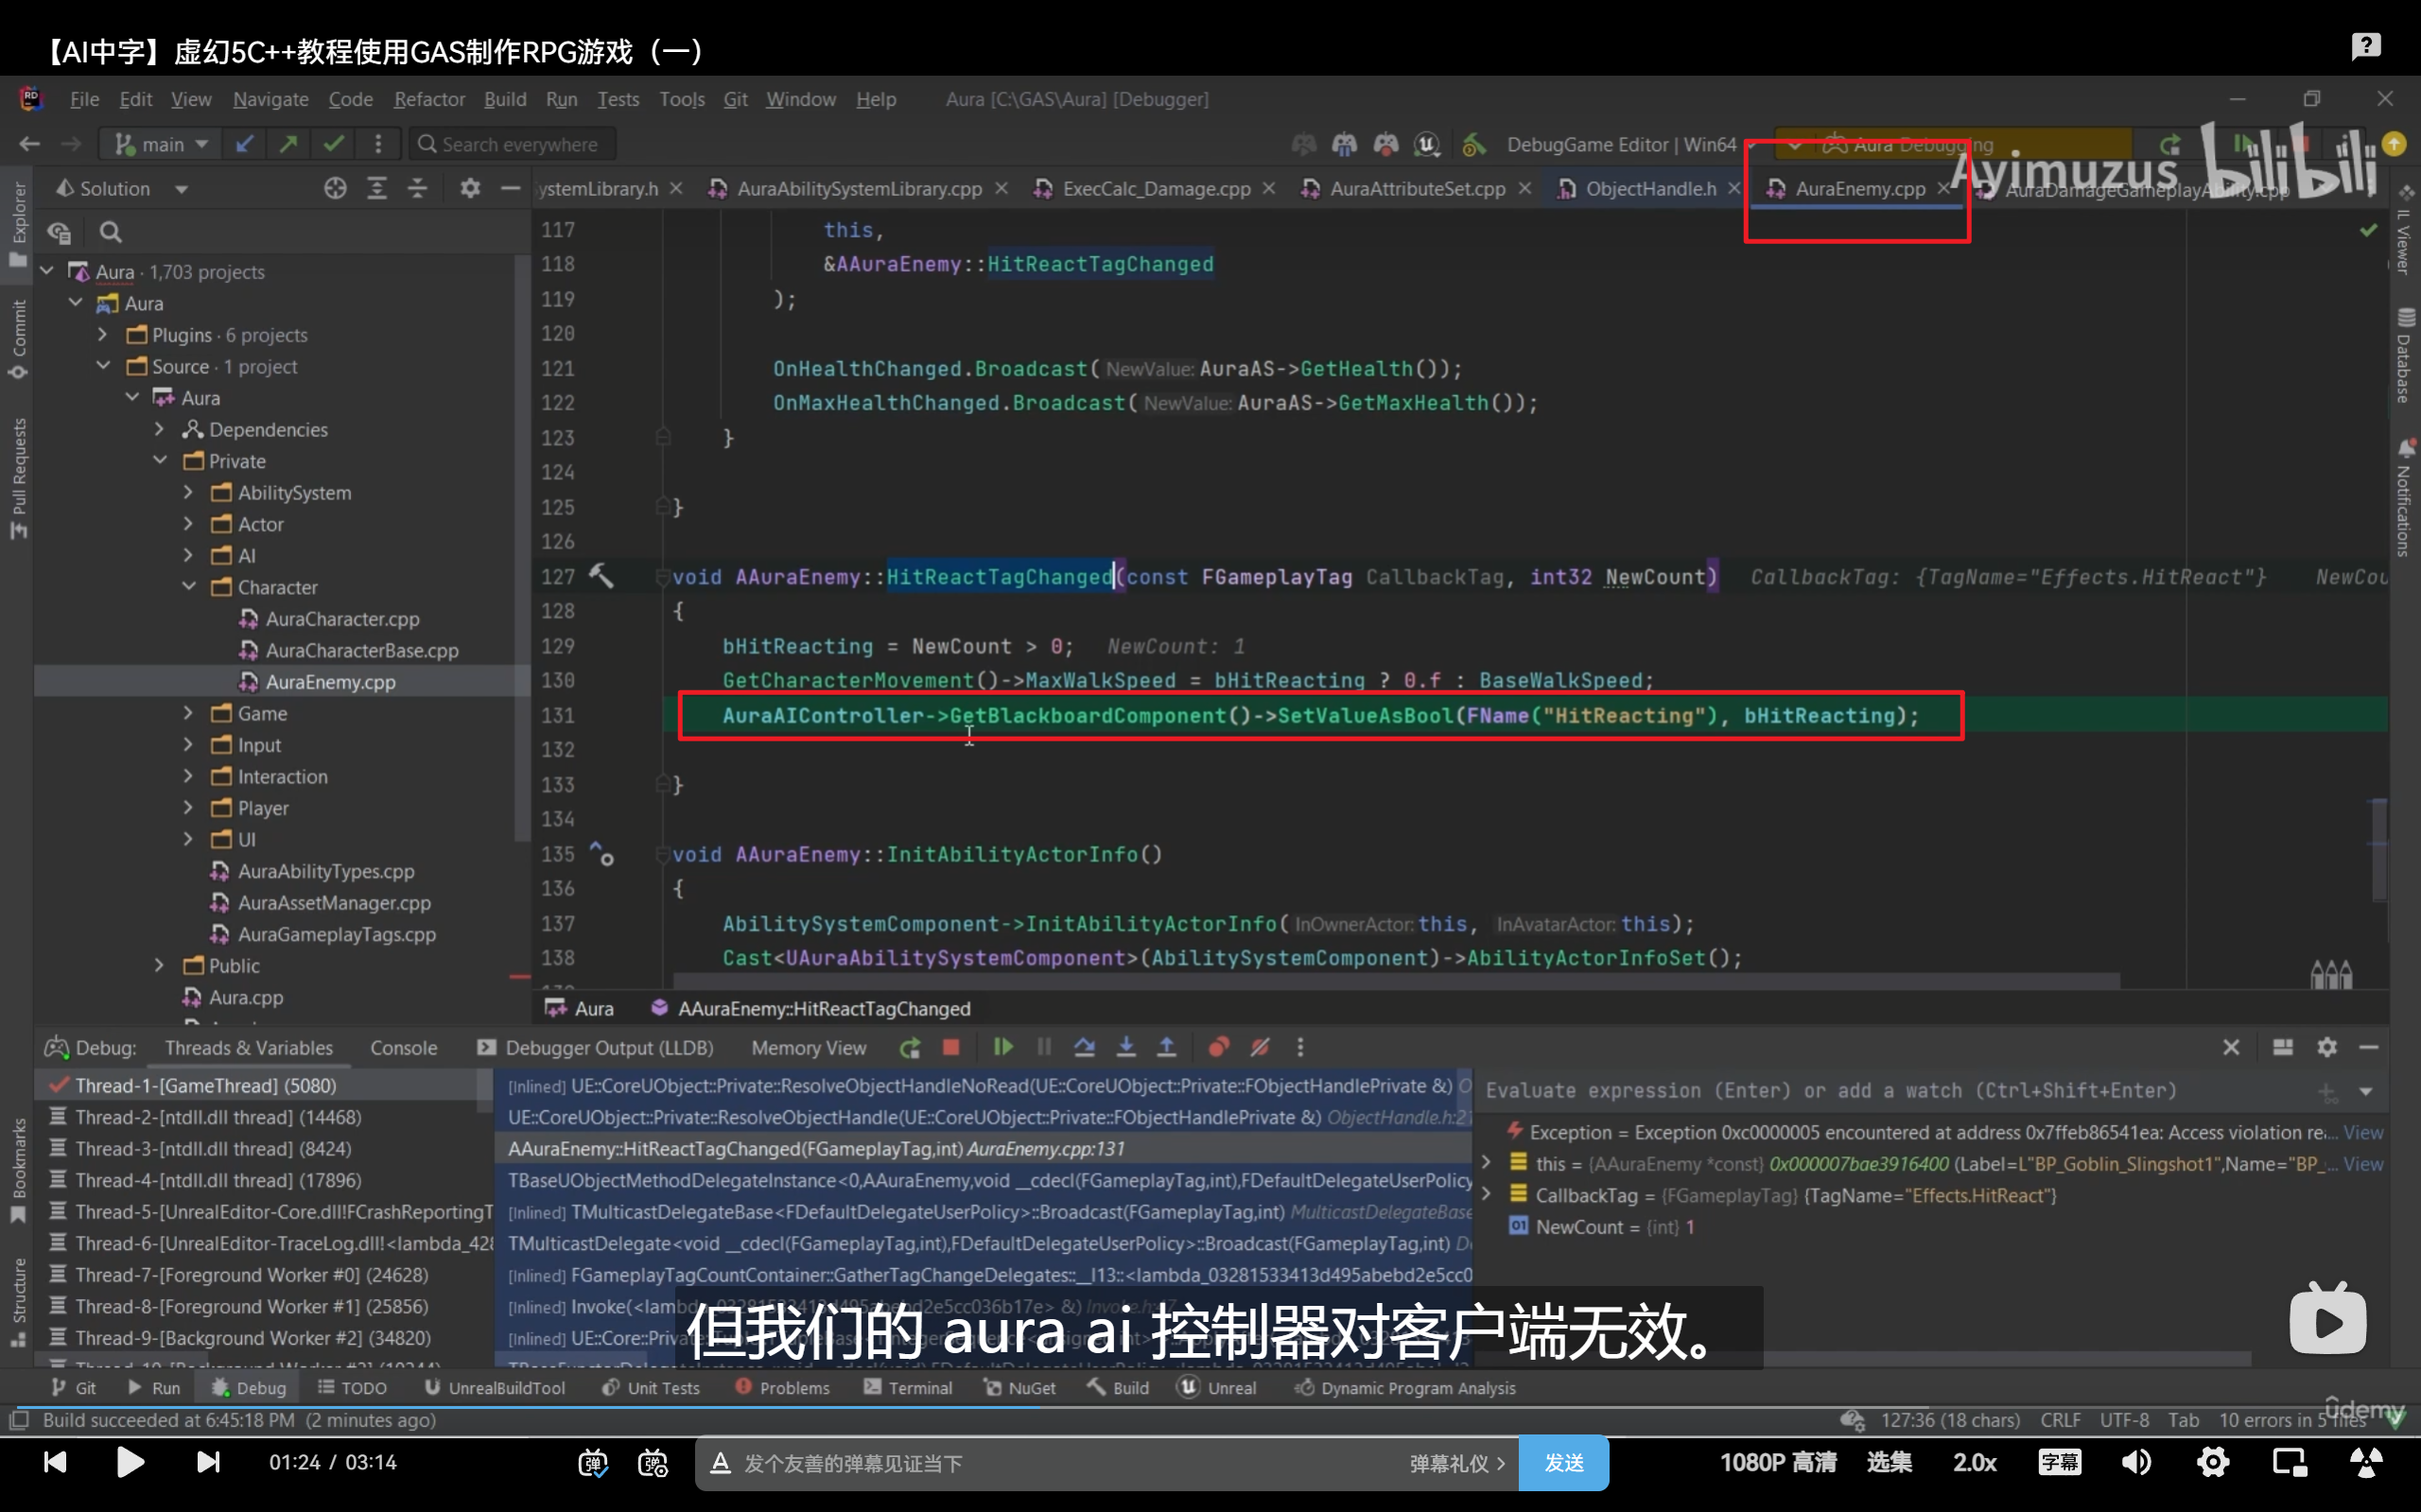 【AI中字】虚幻5C++教程使用GAS制作RPG游戏（一）
File Edit View Navigate Code Refactor Build Run Tests Tools Git Window Help Aura [C:\GAS\Aura] [Debugger]
main Search everywhere DebugGame Editor | Win64 Aura Debugging
Ayimuzus bilibili
Solution
ystemLibrary.h AuraAbilitySystemLibrary.cpp ExecCalc_Damage.cpp AuraAttributeSet.cpp ObjectHandle.h AuraEnemy.cpp AuraDamageGameplayAbility.cpp
Explorer
Commit
Pull Requests
Bookmarks
Structure
Aura · 1,703 projects
Aura
Plugins · 6 projects
Source · 1 project
Aura
Dependencies
Private
AbilitySystem
Actor
AI
Character
AuraCharacter.cpp
AuraCharacterBase.cpp
AuraEnemy.cpp
Game
Input
Interaction
Player
UI
AuraAbilityTypes.cpp
AuraAssetManager.cpp
AuraGameplayTags.cpp
Public
Aura.cpp
117 this,
118 &AAuraEnemy::HitReactTagChanged
119 );
120
121 OnHealthChanged.Broadcast( NewValue: AuraAS->GetHealth());
122 OnMaxHealthChanged.Broadcast( NewValue: AuraAS->GetMaxHealth());
123 }
124
125 }
126
127 void AAuraEnemy::HitReactTagChanged(const FGameplayTag CallbackTag, int32 NewCount) CallbackTag: {TagName="Effects.HitReact"} NewCou
128 {
129 bHitReacting = NewCount > 0; NewCount: 1
130 GetCharacterMovement()->MaxWalkSpeed = bHitReacting ? 0.f : BaseWalkSpeed;
131 AuraAIController->GetBlackboardComponent()->SetValueAsBool(FName("HitReacting"), bHitReacting);
132
133 }
134
135 void AAuraEnemy::InitAbilityActorInfo()
136 {
137 AbilitySystemComponent->InitAbilityActorInfo( InOwnerActor: this, InAvatarActor: this);
138 Cast<UAuraAbilitySystemComponent>(AbilitySystemComponent)->AbilityActorInfoSet();
IL Viewer
Database
Notifications
Aura AAuraEnemy::HitReactTagChanged
Debug: Threads & Variables Console Debugger Output (LLDB) Memory View
Thread-1-[GameThread] (5080)
Thread-2-[ntdll.dll thread] (14468)
Thread-3-[ntdll.dll thread] (8424)
Thread-4-[ntdll.dll thread] (17896)
Thread-5-[UnrealEditor-Core.dll!FCrashReportingT
Thread-6-[UnrealEditor-TraceLog.dll!<lambda_428
Thread-7-[Foreground Worker #0] (24628)
Thread-8-[Foreground Worker #1] (25856)
Thread-9-[Background Worker #2] (34820)
[Inlined] UE::CoreUObject::Private::ResolveObjectHandleNoRead(UE::CoreUObject::Private::FObjectHandlePrivate &) O
UE::CoreUObject::Private::ResolveObjectHandle(UE::CoreUObject::Private::FObjectHandlePrivate &) ObjectHandle.h:2
AAuraEnemy::HitReactTagChanged(FGameplayTag,int) AuraEnemy.cpp:131
TBaseUObjectMethodDelegateInstance<0,AAuraEnemy,void __cdecl(FGameplayTag,int),FDefaultDelegateUserPolicy
[Inlined] TMulticastDelegateBase<FDefaultDelegateUserPolicy>::Broadcast(FGameplayTag,int) MulticastDelegateBase
TMulticastDelegate<void __cdecl(FGameplayTag,int),FDefaultDelegateUserPolicy>::Broadcast(FGameplayTag,int) D
[Inlined] FGameplayTagCountContainer::GatherTagChangeDelegates::__l13::<lambda_03281533413d495abebd2e5cc0
Evaluate expression (Enter) or add a watch (Ctrl+Shift+Enter)
Exception = Exception 0xc0000005 encountered at address 0x7ffeb86541ea: Access violation re... View
this = {AAuraEnemy *const} 0x000007bae3916400 (Label=L"BP_Goblin_Slingshot1",Name="BP_... View
CallbackTag = {FGameplayTag} {TagName="Effects.HitReact"}
NewCount = {int} 1
但我们的 aura ai 控制器对客户端无效。
Git Run Debug TODO UnrealBuildTool Unit Tests Problems Terminal NuGet Build Unreal Dynamic Program Analysis
Build succeeded at 6:45:18 PM (2 minutes ago) 127:36 (18 chars) CRLF UTF-8 Tab 10 errors in 5 files
ûdemy
01:24 / 03:14 弹 弹 发个友善的弹幕见证当下 弹幕礼仪 > 发送 1080P 高清 选集 2.0x 字幕